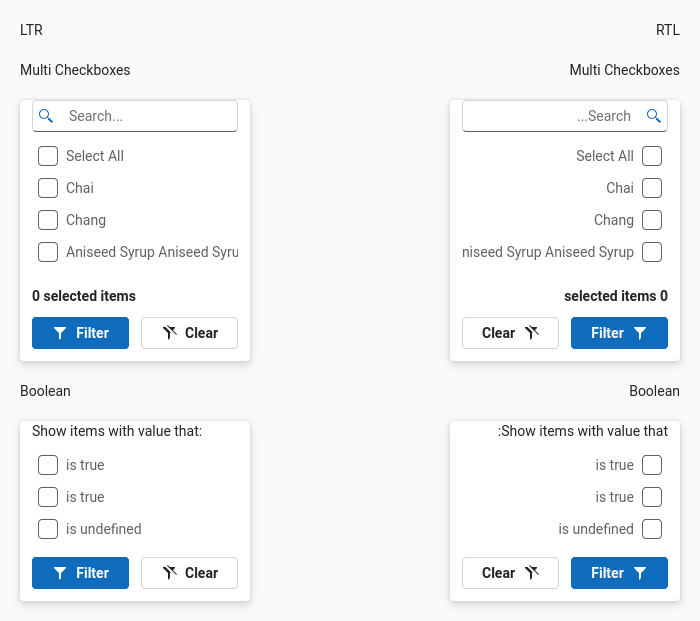 LTR
RTL
Multi Checkboxes
Multi Checkboxes
Search...
Select All
Chai
Chang
Aniseed Syrup Aniseed Syru
0 selected items
Filter Clear
...Search
Select All
Chai
Chang
niseed Syrup Aniseed Syrup
selected items 0
Clear Filter
Boolean
Boolean
Show items with value that:
is true
is true
is undefined
Filter Clear
:Show items with value that
is true
is true
is undefined
Clear Filter